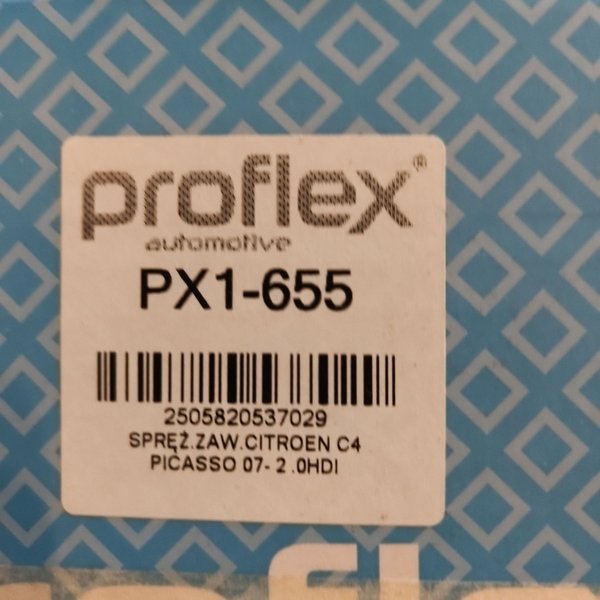 proflex®
automotive
PX1-655
2505820537029
SPRĘŻ.ZAW.CITROEN C4
PICASSO 07- 2 .0HDI